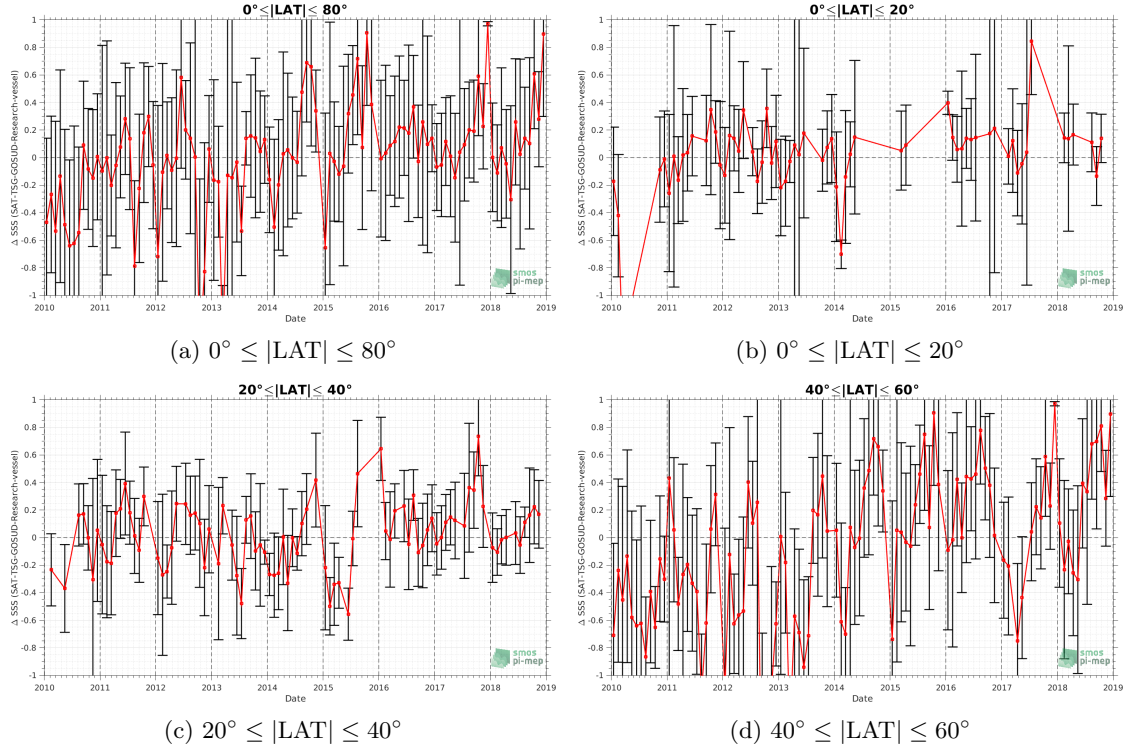 0°≤|LAT|≤ 80°
Δ SSS (SAT-TSG-GOSUD-Research-vessel)
1
0.8
0.6
0.4
0.2
0
-0.2
-0.4
-0.6
-0.8
-1
smos
pi-mep
2010 2011 2012 2013 2014 2015 2016 2017 2018 2019
Date
(a) 0° ≤ |LAT| ≤ 80°
0°≤|LAT|≤ 20°
Δ SSS (SAT-TSG-GOSUD-Research-vessel)
1
0.8
0.6
0.4
0.2
0
-0.2
-0.4
-0.6
-0.8
-1
smos
pi-mep
2010 2011 2012 2013 2014 2015 2016 2017 2018 2019
Date
(b) 0° ≤ |LAT| ≤ 20°
20°≤|LAT|≤ 40°
Δ SSS (SAT-TSG-GOSUD-Research-vessel)
1
0.8
0.6
0.4
0.2
0
-0.2
-0.4
-0.6
-0.8
-1
smos
pi-mep
2010 2011 2012 2013 2014 2015 2016 2017 2018 2019
Date
(c) 20° ≤ |LAT| ≤ 40°
40°≤|LAT|≤ 60°
Δ SSS (SAT-TSG-GOSUD-Research-vessel)
1
0.8
0.6
0.4
0.2
0
-0.2
-0.4
-0.6
-0.8
-1
smos
pi-mep
2010 2011 2012 2013 2014 2015 2016 2017 2018 2019
Date
(d) 40° ≤ |LAT| ≤ 60°